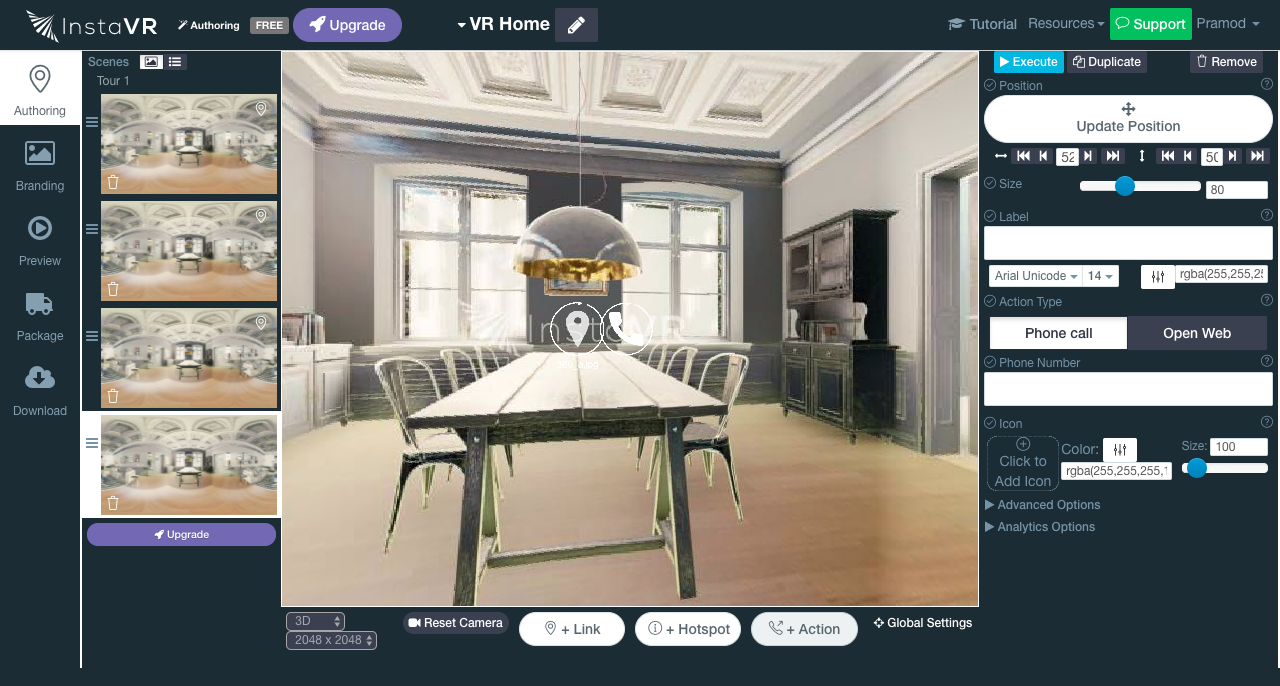 InstaVR
Authoring
FREE
Upgrade
VR Home
Tutorial
Resources
Support
Pramod
Authoring
Branding
Preview
Package
Download
Scenes
Tour 1
Upgrade
InstaVR
3D
2048 x 2048
Reset Camera
+ Link
+ Hotspot
+ Action
Global Settings
Execute
Duplicate
Remove
Position
Update Position
52
50
Size
80
Label
Arial Unicode
14
rgba(255,255,25
Action Type
Phone call
Open Web
Phone Number
Icon
Click to
Add Icon
Color:
rgba(255,255,255,1
Size:
100
Advanced Options
Analytics Options